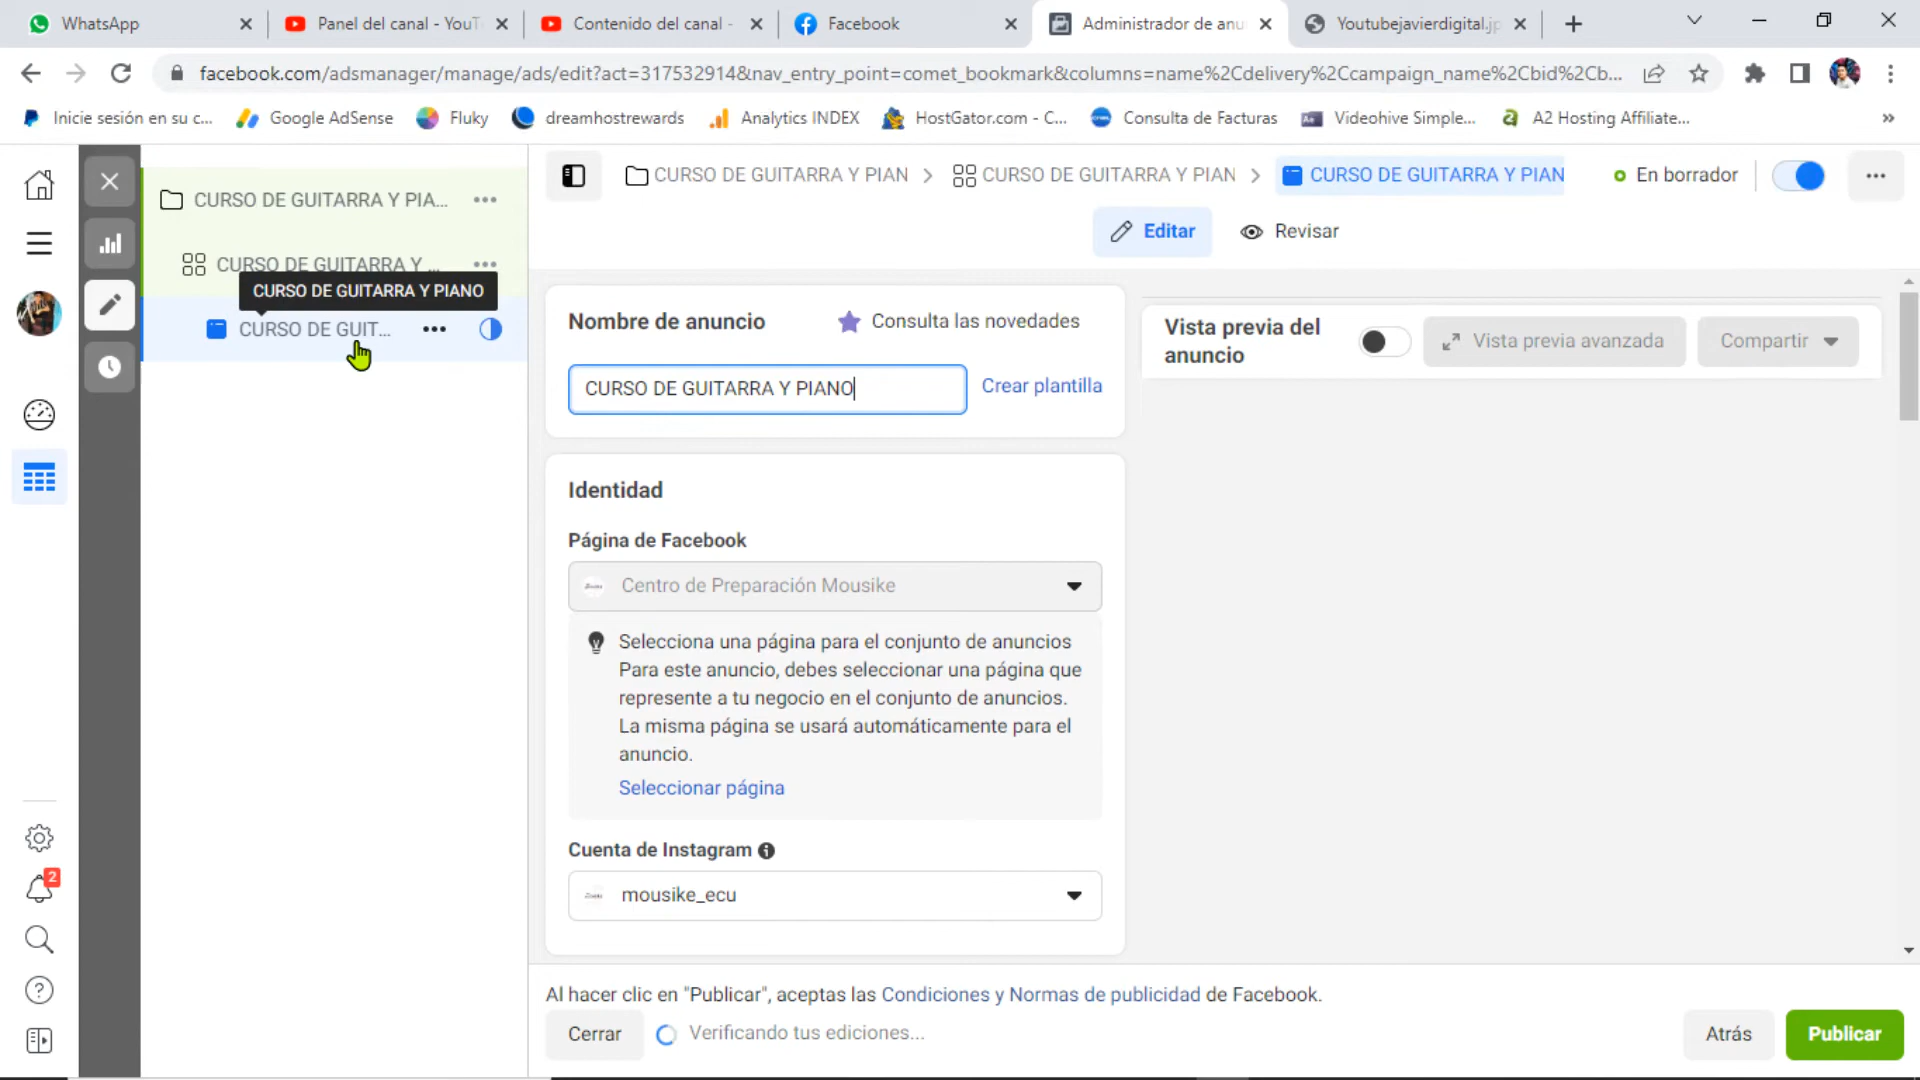 WhatsApp
Panel del canal - YouT
Contenido del canal -
Facebook
Administrador de anu
Youtubejavierdigital.jp
facebook.com/adsmanager/manage/ads/edit?act=317532914&nav_entry_point=comet_bookmark&columns=name%2Cdelivery%2Ccampaign_name%2Cbid%2Cb...
Inicie sesión en su c...
Google AdSense
Fluky
dreamhostrewards
Analytics INDEX
HostGator.com - C...
Consulta de Facturas
Videohive Simple...
A2 Hosting Affiliate...
»
CURSO DE GUITARRA Y PIA...
CURSO DE GUITARRA Y ...
CURSO DE GUITARRA Y PIANO
CURSO DE GUIT...
CURSO DE GUITARRA Y PIAN
CURSO DE GUITARRA Y PIAN
CURSO DE GUITARRA Y PIAN
En borrador
Editar
Revisar
Nombre de anuncio
Consulta las novedades
CURSO DE GUITARRA Y PIANO
Crear plantilla
Vista previa del
anuncio
Vista previa avanzada
Compartir
Identidad
Página de Facebook
Centro de Preparación Mousike
Selecciona una página para el conjunto de anuncios
Para este anuncio, debes seleccionar una página que
represente a tu negocio en el conjunto de anuncios.
La misma página se usará automáticamente para el
anuncio.
Seleccionar página
Cuenta de Instagram
mousike_ecu
2
Al hacer clic en "Publicar", aceptas las Condiciones y Normas de publicidad de Facebook.
Cerrar
Verificando tus ediciones...
Atrás
Publicar